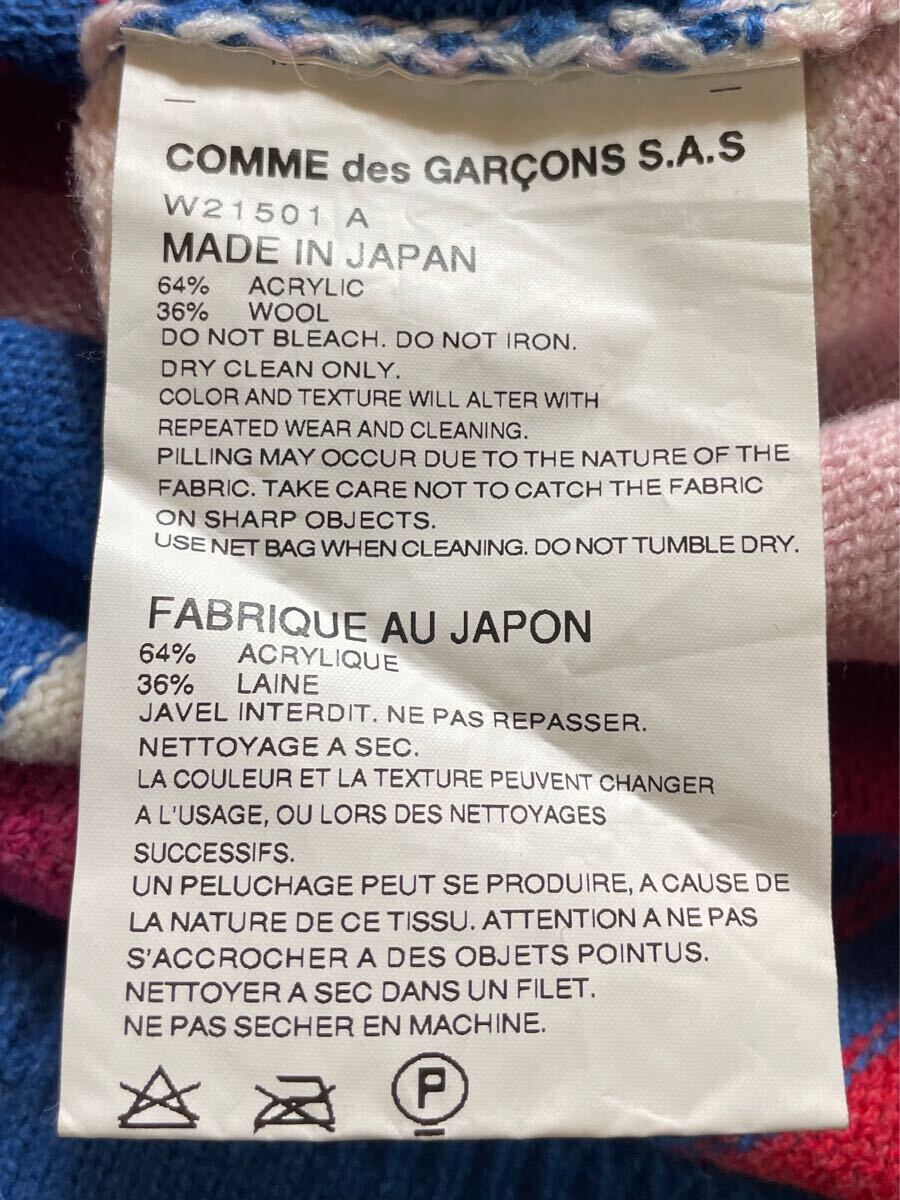 COMME des GARÇONS S.A.S
W21501 A
MADE IN JAPAN
64% ACRYLIC
36% WOOL
DO NOT BLEACH. DO NOT IRON.
DRY CLEAN ONLY.
COLOR AND TEXTURE WILL ALTER WITH
REPEATED WEAR AND CLEANING.
PILLING MAY OCCUR DUE TO THE NATURE OF THE
FABRIC. TAKE CARE NOT TO CATCH THE FABRIC
ON SHARP OBJECTS.
USE NET BAG WHEN CLEANING. DO NOT TUMBLE DRY.
FABRIQUE AU JAPON
64% ACRYLIQUE
36% LAINE
JAVEL INTERDIT. NE PAS REPASSER.
NETTOYAGE A SEC.
LA COULEUR ET LA TEXTURE PEUVENT CHANGER
A L'USAGE, OU LORS DES NETTOYAGES
SUCCESSIFS.
UN PELUCHAGE PEUT SE PRODUIRE, A CAUSE DE
LA NATURE DE CE TISSU. ATTENTION A NE PAS
S'ACCROCHER A DES OBJETS POINTUS.
NETTOYER A SEC DANS UN FILET.
NE PAS SECHER EN MACHINE.
P